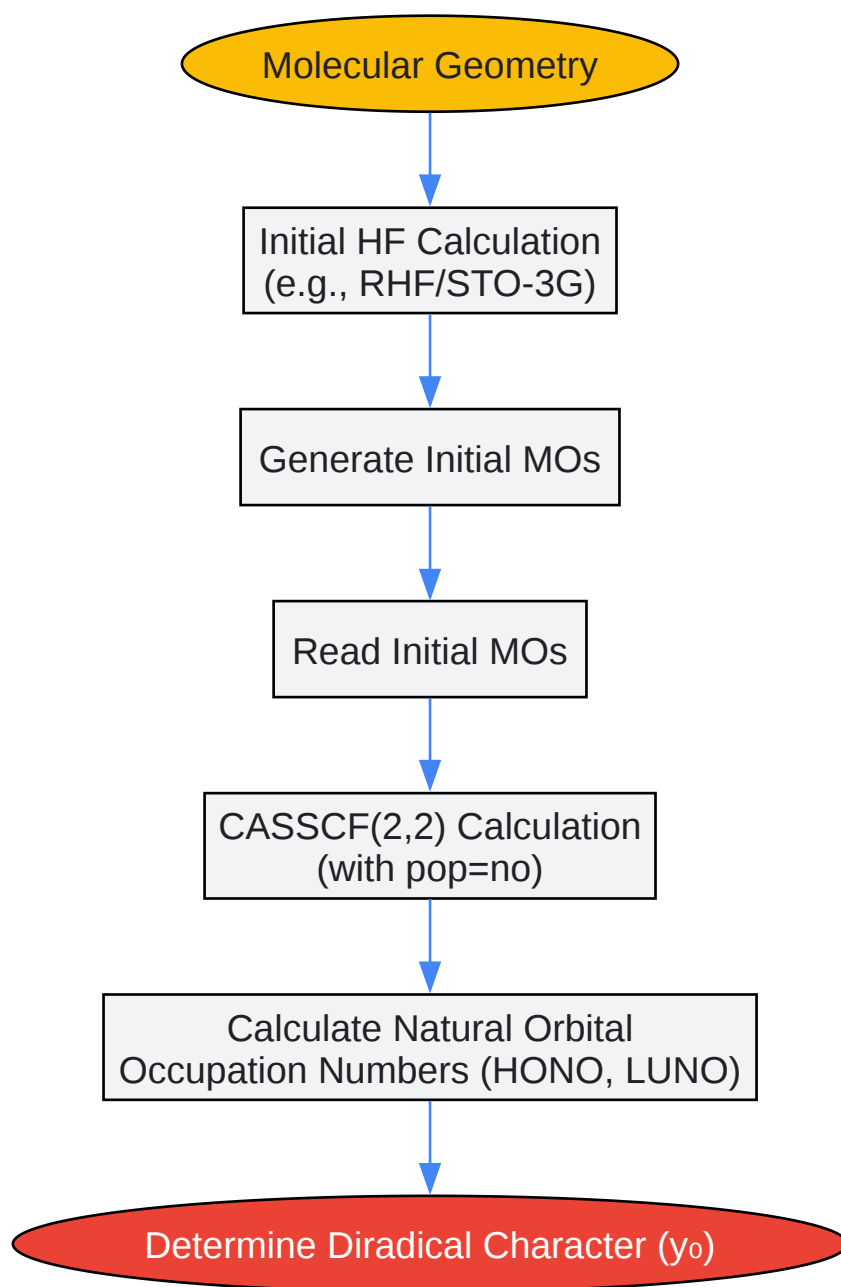 Molecular Geometry
Initial HF Calculation
(e.g., RHF/STO-3G)
Generate Initial MOs
Read Initial MOs
CASSCF(2,2) Calculation
(with pop=no)
Calculate Natural Orbital
Occupation Numbers (HONO, LUNO)
Determine Diradical Character (y₀)